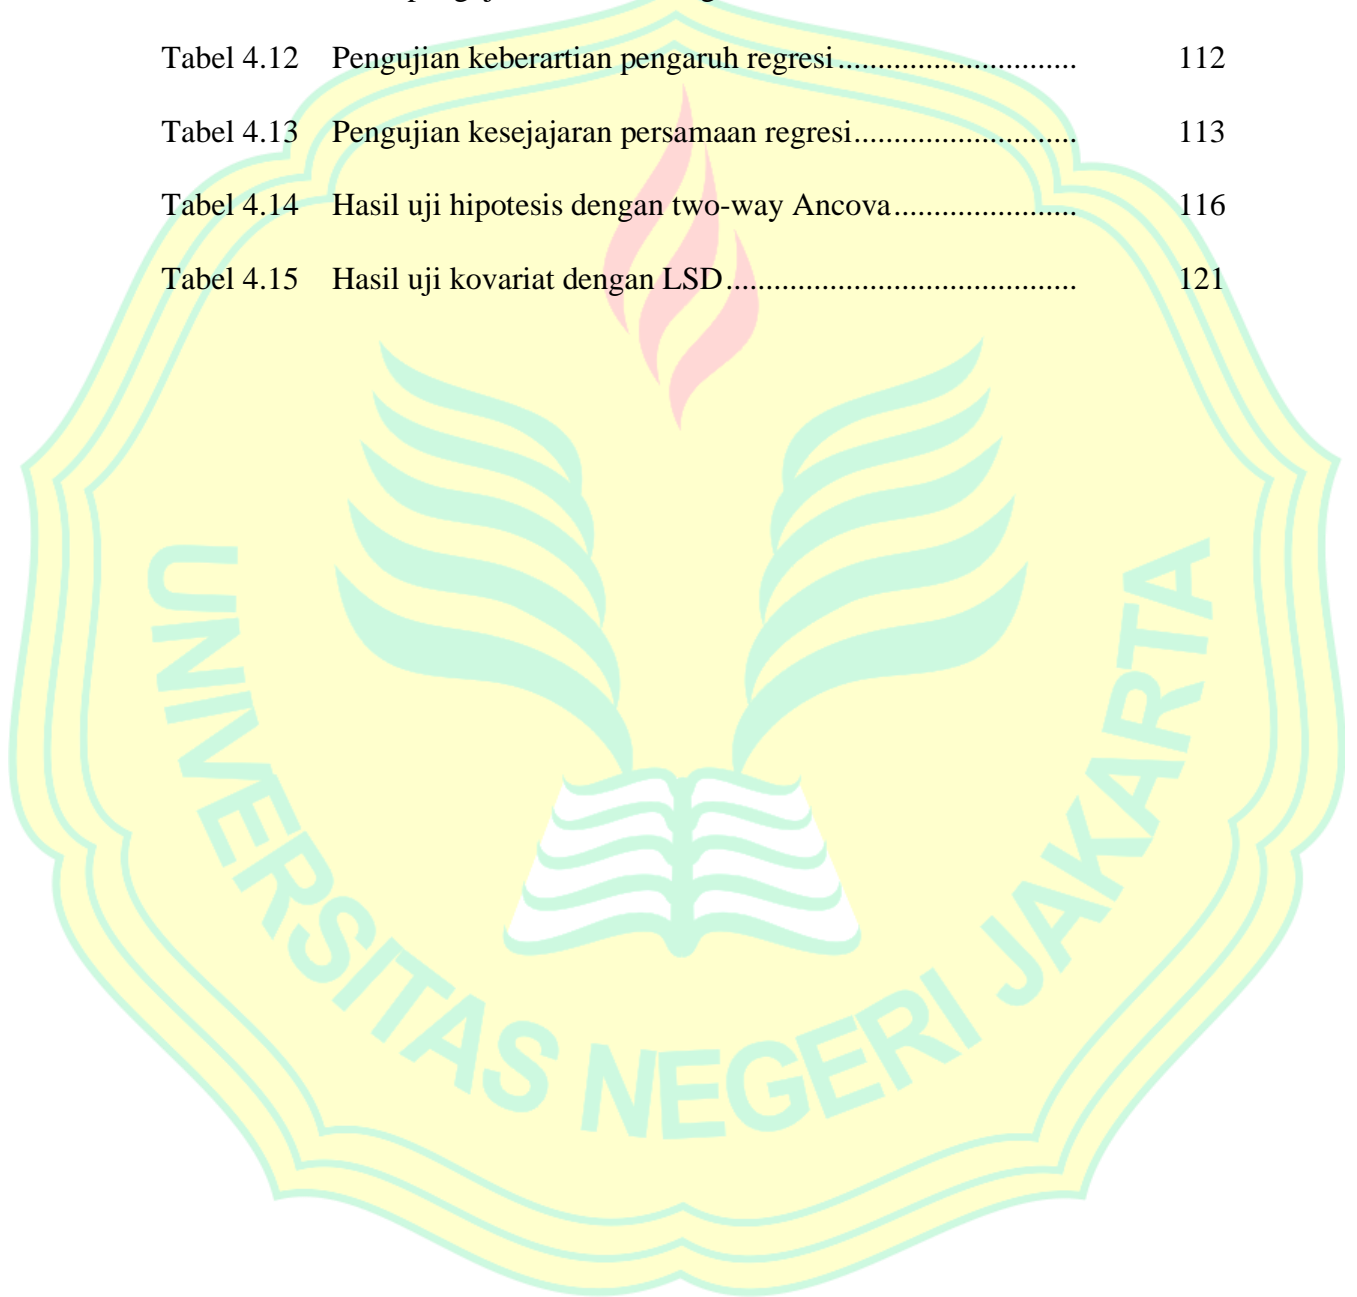 Tabel 4.12 Pengujian keberartian pengaruh regresi.............................. 112
Tabel 4.13 Pengujian kesejajaran persamaan regresi............................ 113
Tabel 4.14 Hasil uji hipotesis dengan two-way Ancova....................... 116
Tabel 4.15 Hasil uji kovariat dengan LSD............................................ 121
UNIVERSITAS NEGERI JAKARTA